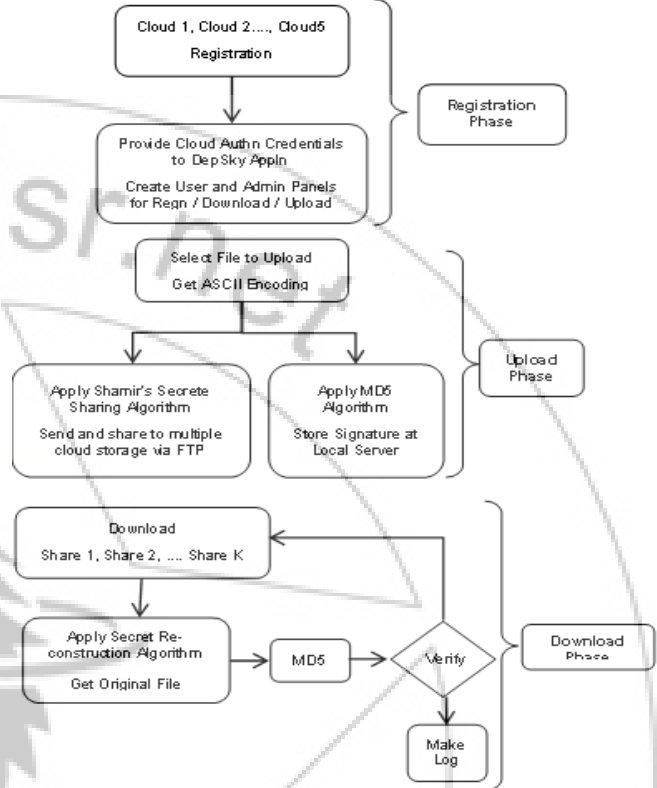 Cloud 1, Cloud 2...., Cloud5
Registration
Registration
Phase
Provide Cloud Authn Credentials
to DepSky Appln
Create User and Admin Panels
for Regn / Download / Upload
sr.net
Select File to Upload
Get ASCII Encoding
Upload
Phase
Apply Shamir's Secrete
Sharing Algorithm
Send and share to multiple
cloud storage via FTP
Apply MD5
Algorithm
Store Signature at
Local Server
Download
Share 1, Share 2, .... Share K
Apply Secret Re-
construction Algorithm
Get Original File
MD5
Verify
Download
Phase
Make
Log